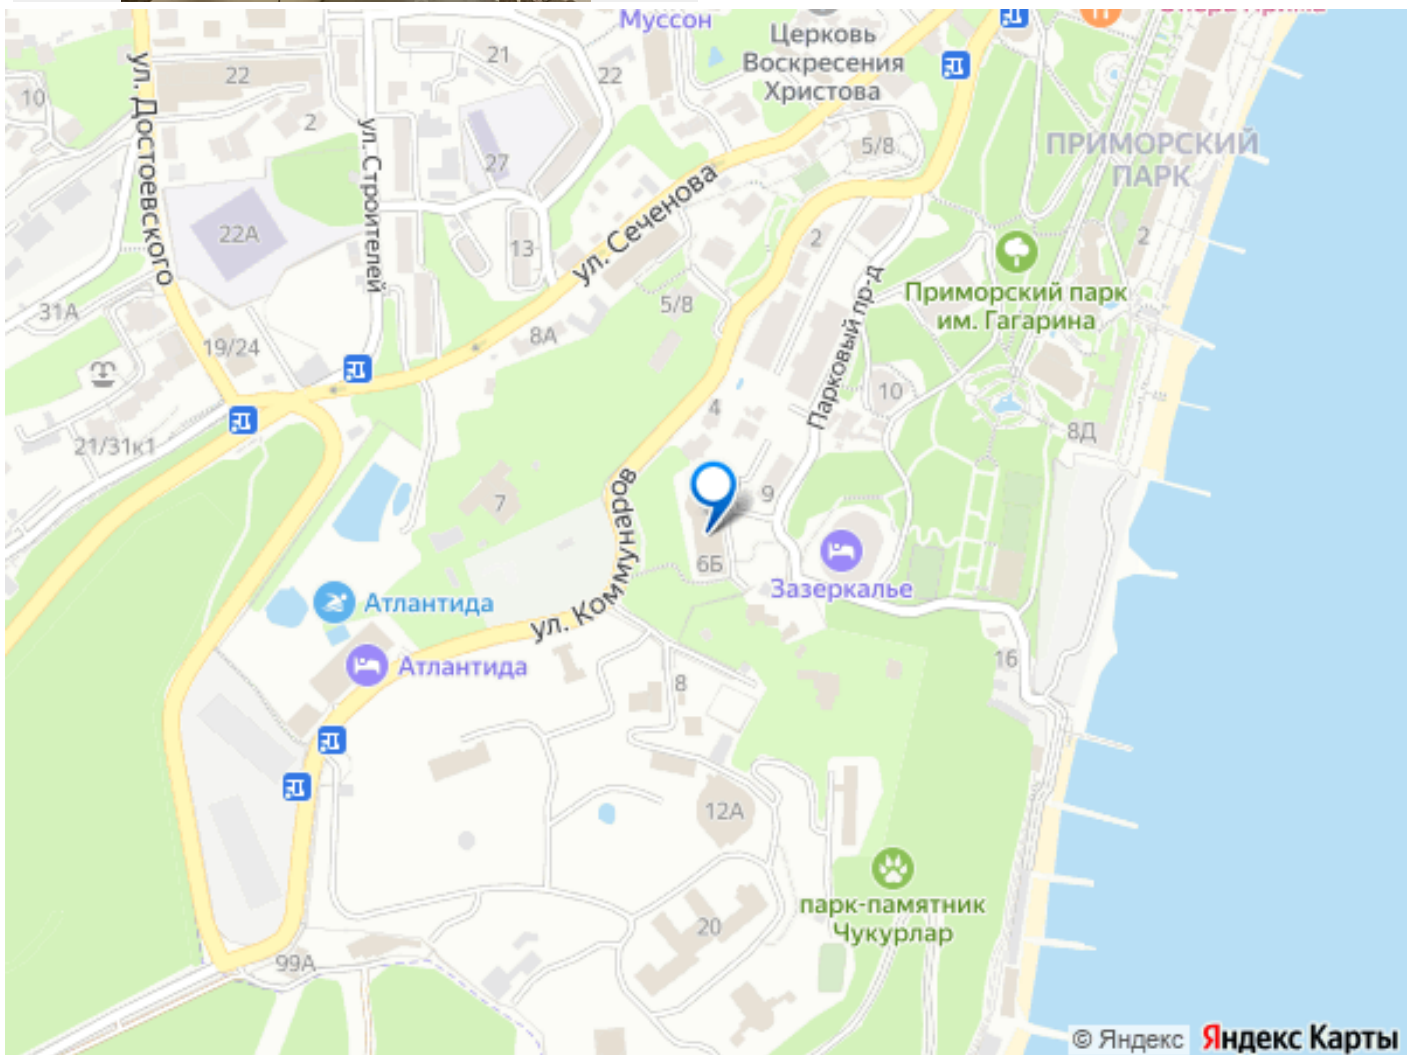 Муссон
Церковь
Воскресения
Христова
ПРИМОРСКИЙ
ПАРК
ул. Достоевского
ул. Строителей
ул. Сеченова
22
21
22
10
2
27
5/8
22А
13
2
2
31А
5/8
8А
19/24
Приморский парк
им. Гагарина
Парковый пр-д
10
4
8Д
21/31к1
7
9
ул. Коммунаров
6Б
Зазеркалье
Атлантида
Атлантида
16
8
12А
парк-памятник
Чукурлар
20
99А
© Яндекс Яндекс Карты